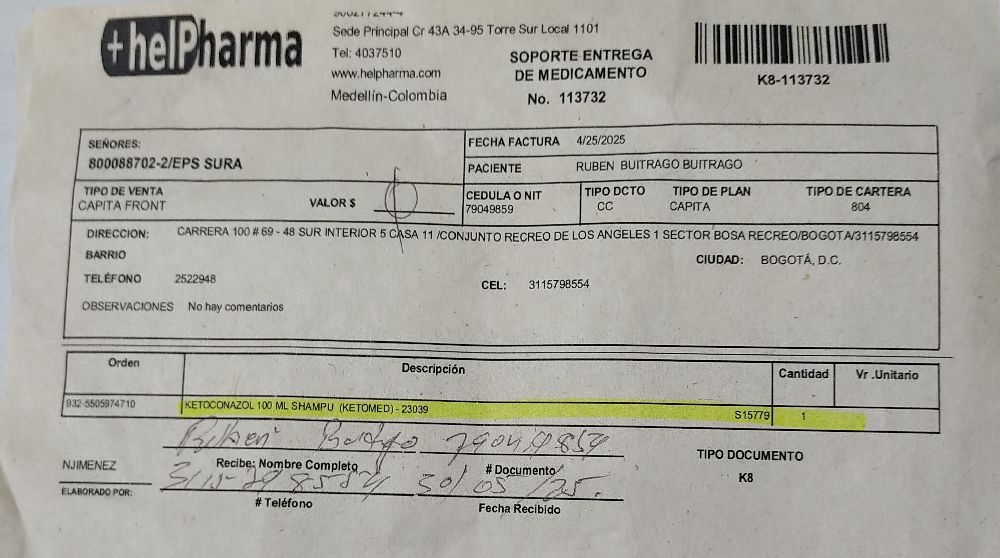 +helPharma
Sede Principal Cr 43A 34-95 Torre Sur Local 1101
Tel: 4037510
www.helpharma.com
Medellín-Colombia
SOPORTE ENTREGA
DE MEDICAMENTO
No. 113732
K8-113732
SEÑORES:
800088702-2/EPS SURA
FECHA FACTURA 4/25/2025
PACIENTE RUBEN BUITRAGO BUITRAGO
TIPO DE VENTA
CAPITA FRONT
VALOR $
CEDULA O NIT
79049859
TIPO DCTO
CC
TIPO DE PLAN
CAPITA
TIPO DE CARTERA
804
DIRECCION: CARRERA 100 # 69 - 48 SUR INTERIOR 5 CASA 11 /CONJUNTO RECREO DE LOS ANGELES 1 SECTOR BOSA RECREO/BOGOTA/3115798554
BARRIO
CIUDAD: BOGOTÁ, D.C.
TELÉFONO 2522948
CEL: 3115798554
OBSERVACIONES No hay comentarios
Orden Descripción Cantidad Vr .Unitario
932-5505974710 KETOCONAZOL 100 ML SHAMPU (KETOMED) - 23039 S15779 1
Ruben Buitrago 79049859
Recibe: Nombre Completo # Documento
TIPO DOCUMENTO
K8
NJIMENEZ
30/05/25.
ELABORADO POR: # Teléfono Fecha Recibido